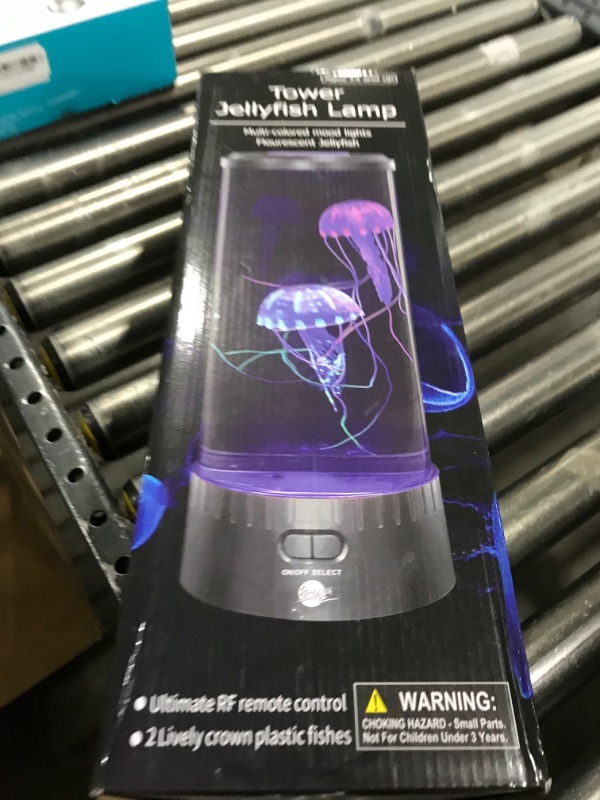 Tower
Jellyfish Lamp
Multi-colored mood lights
Flourescent Jellyfish
ON/OFF SELECT
Ultimate RF remote control
2 Lively crown plastic fishes
WARNING:
CHOKING HAZARD - Small Parts.
Not For Children Under 3 Years.